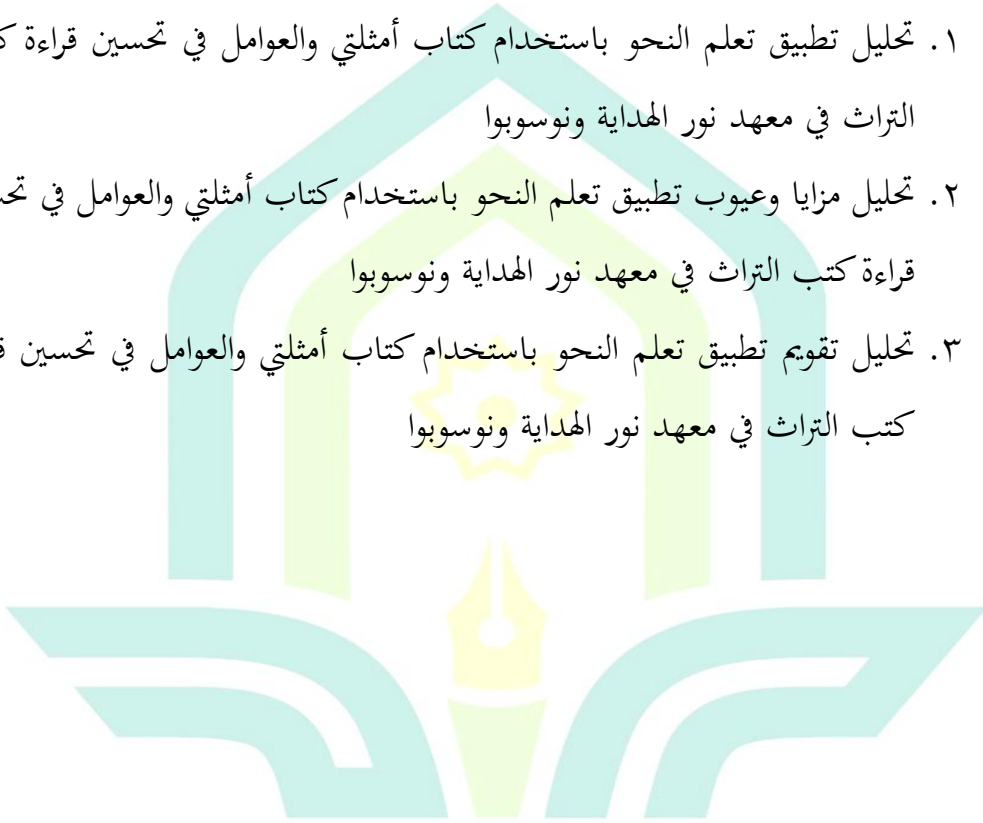 ١. تحليل تطبيق تعلم النحو باستخدام كتاب أمثلتي والعوامل في تحسين قراءة
التراث في معهد نور الهداية ونوسوبوا
٢. تحليل مزايا وعيوب تطبيق تعلم النحو باستخدام كتاب أمثلتي والعوامل في
قراءة كتب التراث في معهد نور الهداية ونوسوبوا
٣. تحليل تقويم تطبيق تعلم النحو باستخدام كتاب أمثلتي والعوامل في تحسين
كتب التراث في معهد نور الهداية ونوسوبوا